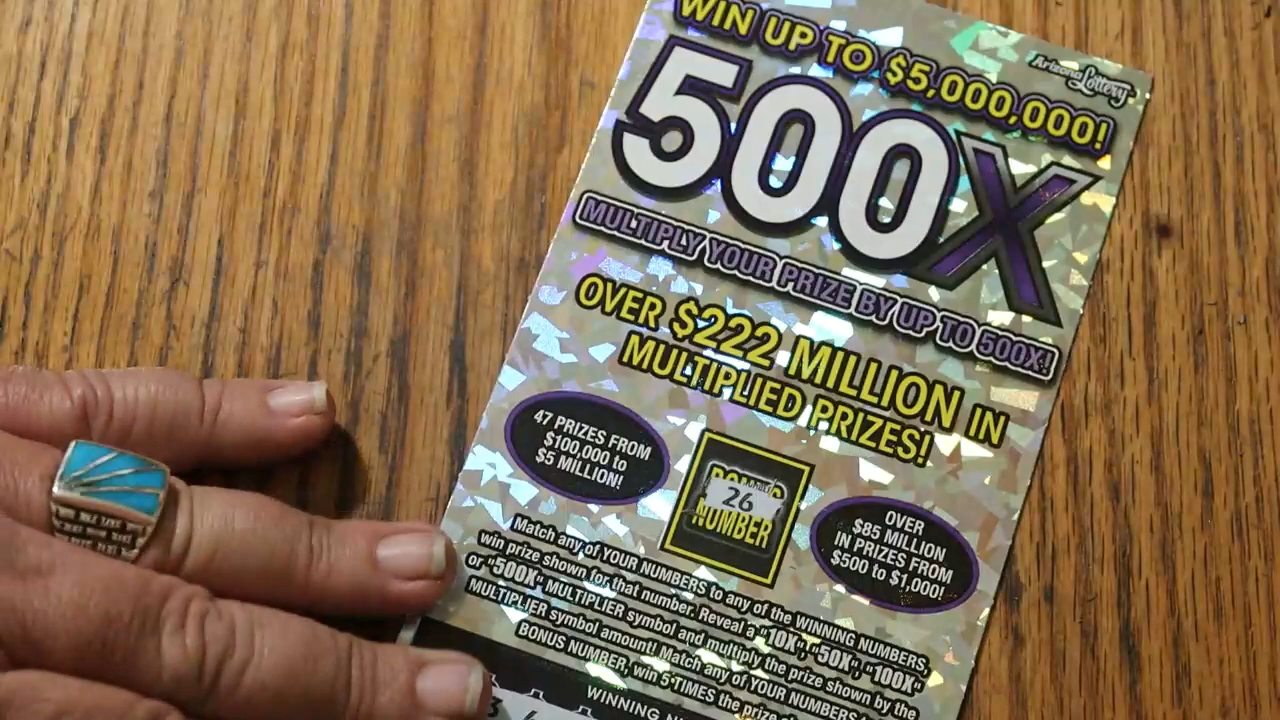 WIN UP TO $5,000,000!
Arizona Lottery
500X
MULTIPLY YOUR PRIZE BY UP TO 500X!
OVER $222 MILLION IN
MULTIPLIED PRIZES!
47 PRIZES FROM
$100,000 to
$5 MILLION!
BONUS
26
NUMBER
OVER
$85 MILLION
IN PRIZES FROM
$500 to $1,000!
Match any of YOUR NUMBERS to any of the WINNING NUMBERS,
win prize shown for that number. Reveal a "10X", "50X", "100X"
or "500X" MULTIPLIER symbol and multiply the prize shown by the
MULTIPLIER symbol amount! Match any of YOUR NUMBERS
BONUS NUMBER, win 5 TIMES the prize
WINNING